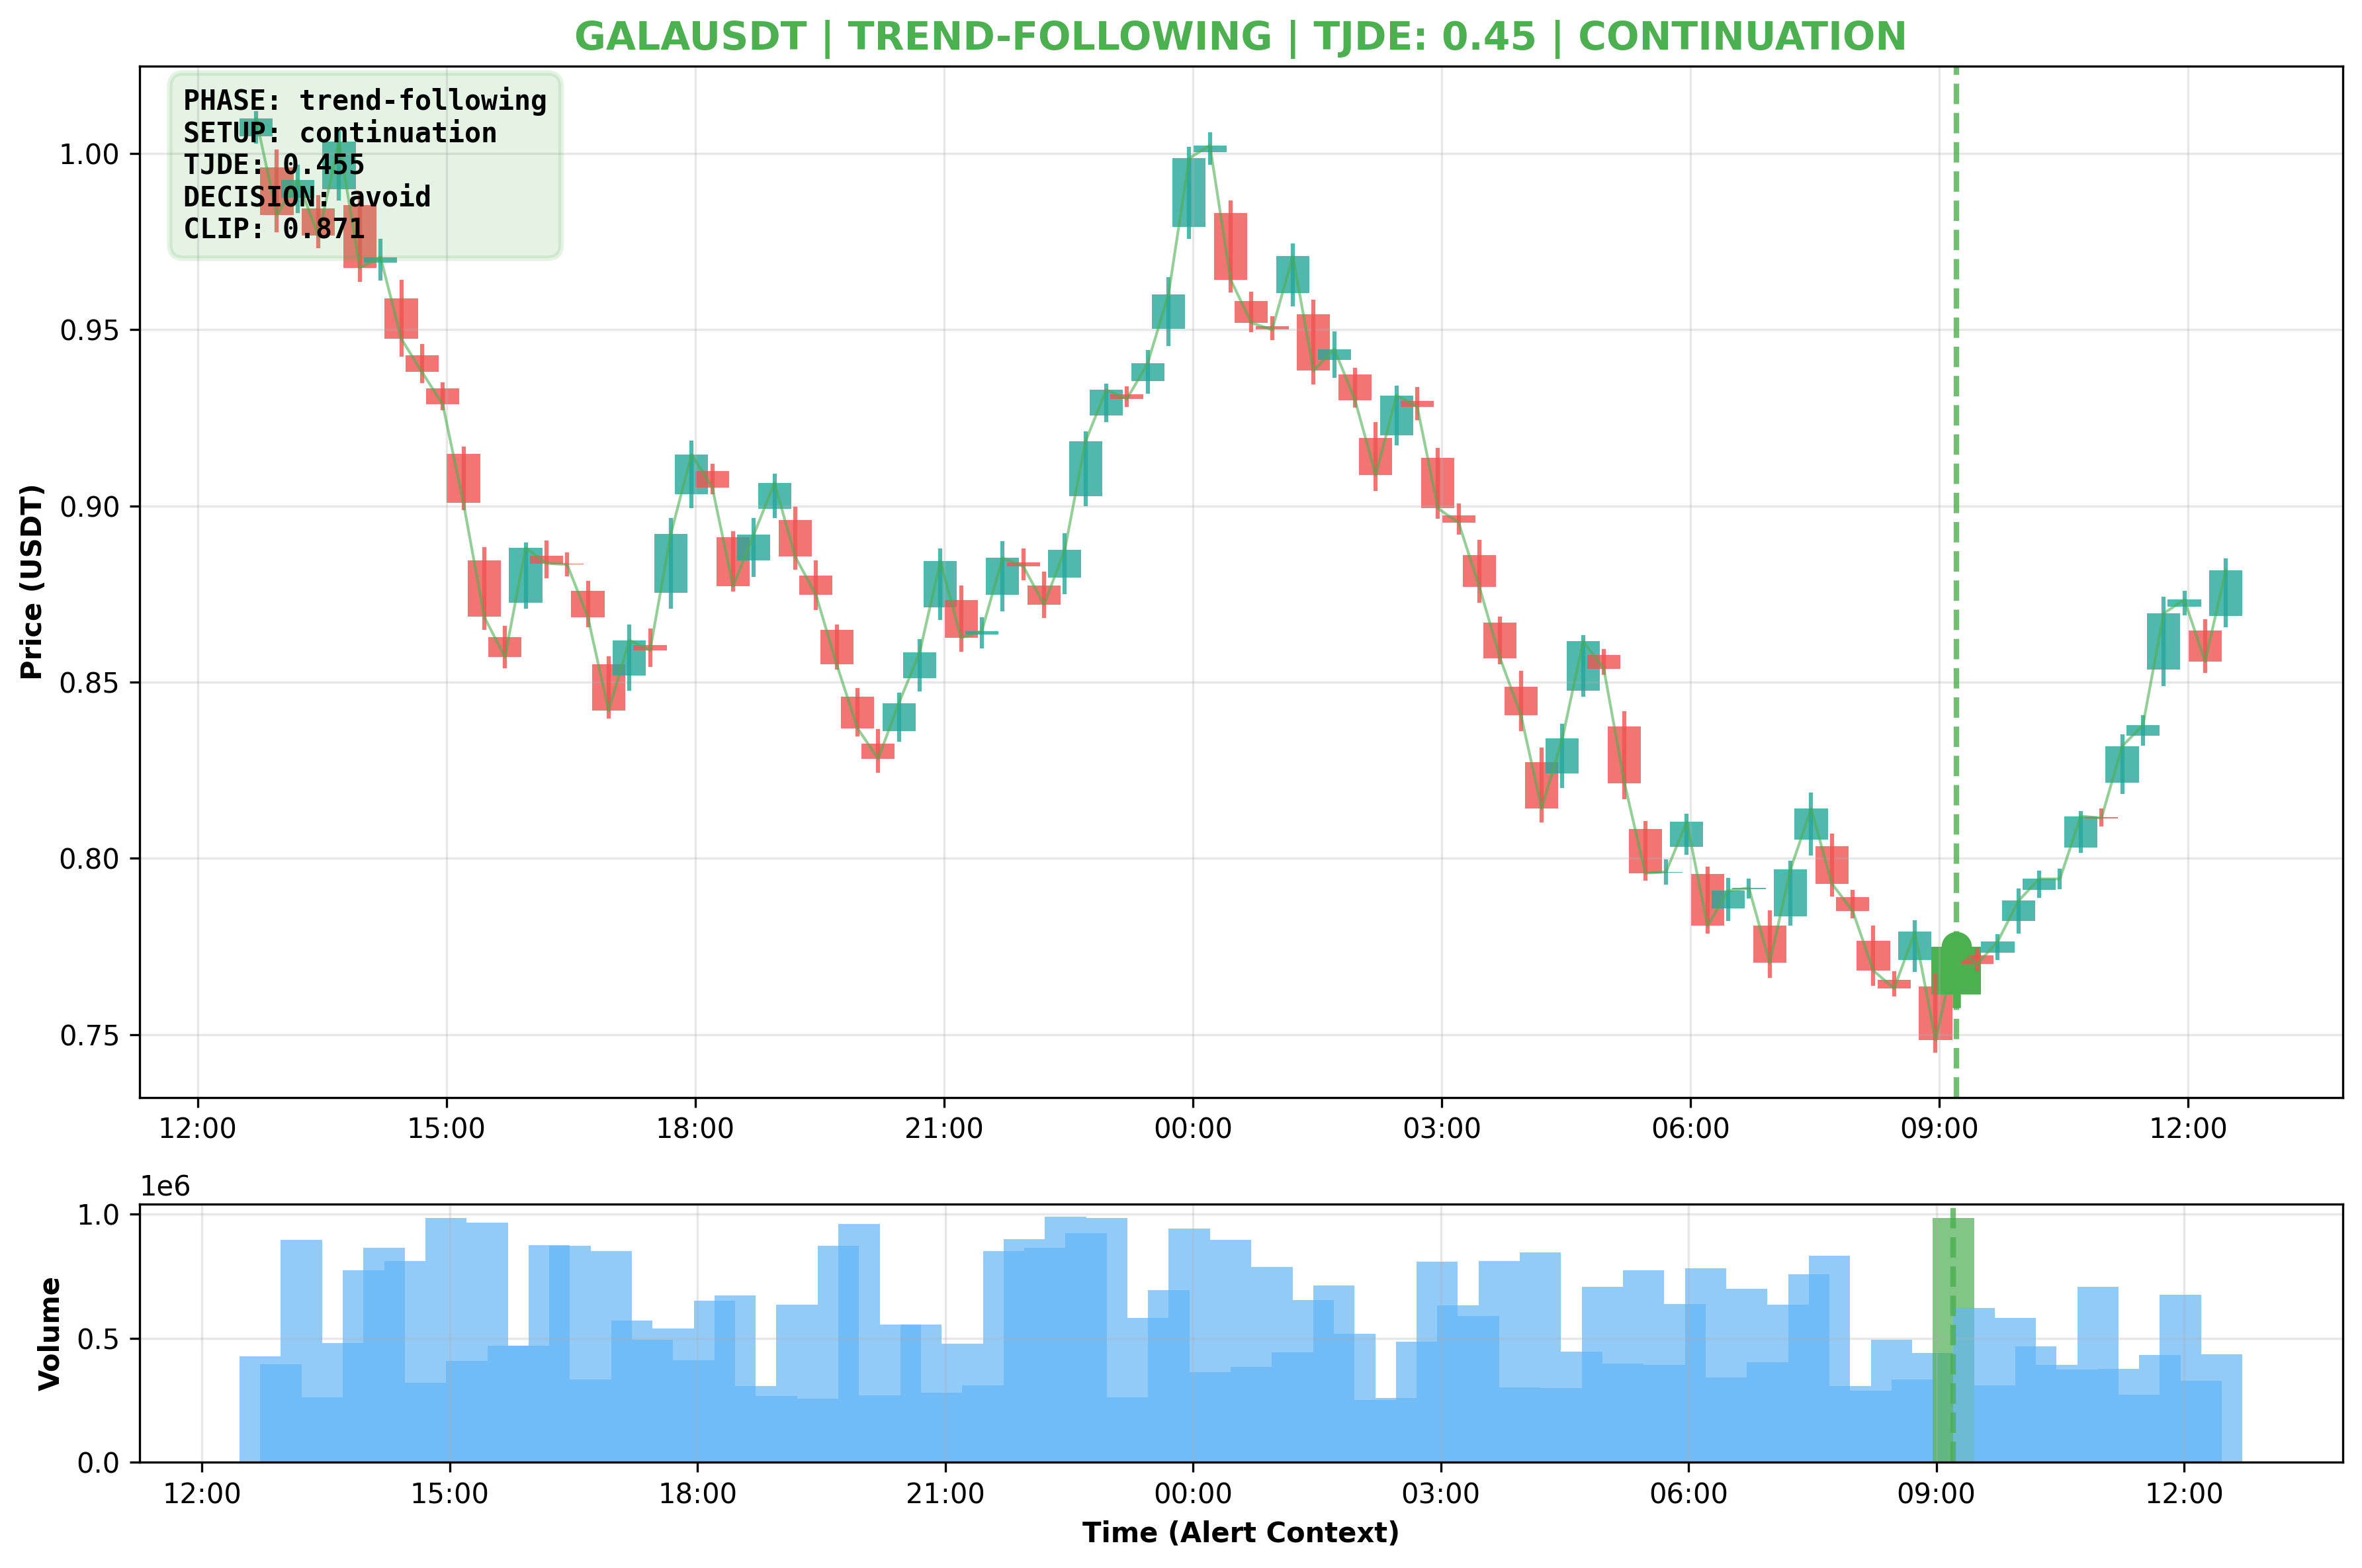 GALAUSDT | TREND-FOLLOWING | TJDE: 0.45 | CONTINUATION
PHASE: trend-following
SETUP: continuation
TJDE: 0.455
DECISION: avoid
CLIP: 0.871
Price (USDT)
1.00
0.95
0.90
0.85
0.80
0.75
12:00 15:00 18:00 21:00 00:00 03:00 06:00 09:00 12:00
1e6
Volume
1.0
0.5
0.0
12:00 15:00 18:00 21:00 00:00 03:00 06:00 09:00 12:00
Time (Alert Context)